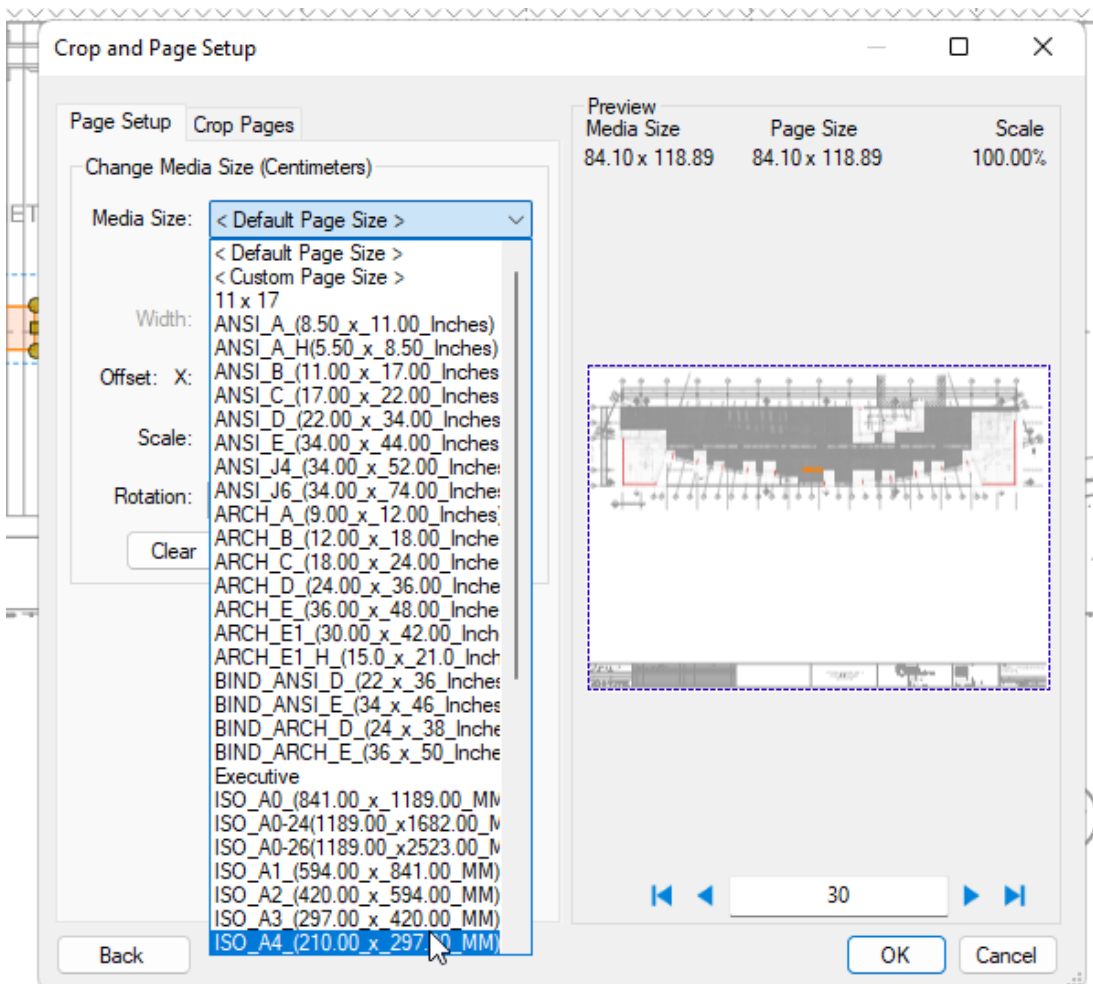 Crop and Page Setup
Page Setup
Crop Pages
Change Media Size (Centimeters)
Media Size:
< Default Page Size >
< Default Page Size >
< Custom Page Size >
11 x 17
ANSI_A_(8.50_x_11.00_Inches)
ANSI_A_H(5.50_x_8.50_Inches)
ANSI_B_(11.00_x_17.00_Inches
ANSI_C_(17.00_x_22.00_Inches
ANSI_D_(22.00_x_34.00_Inches
ANSI_E_(34.00_x_44.00_Inches
ANSI_J4_(34.00_x_52.00_Inche
ANSI_J6_(34.00_x_74.00_Inche
ARCH_A_(9.00_x_12.00_Inches
ARCH_B_(12.00_x_18.00_Inche
ARCH_C_(18.00_x_24.00_Inche
ARCH_D_(24.00_x_36.00_Inche
ARCH_E_(36.00_x_48.00_Inche
ARCH_E1_(30.00_x_42.00_Inch
ARCH_E1_H_(15.0_x_21.0_Inch
BIND_ANSI_D_(22_x_36_Inches
BIND_ANSI_E_(34_x_46_Inches
BIND_ARCH_D_(24_x_38_Inche
BIND_ARCH_E_(36_x_50_Inche
Executive
ISO_A0_(841.00_x_1189.00_MM
ISO_A0-24(1189.00_x1682.00_M
ISO_A0-26(1189.00_x2523.00_M
ISO_A1_(594.00_x_841.00_MM)
ISO_A2_(420.00_x_594.00_MM)
ISO_A3_(297.00_x_420.00_MM)
ISO_A4_(210.00_x_297. 0_MM)
Width:
Offset: X:
Scale:
Rotation:
Clear
Back
Preview
Media Size Page Size Scale
84.10 x 118.89 84.10 x 118.89 100.00%
30
OK
Cancel
ET